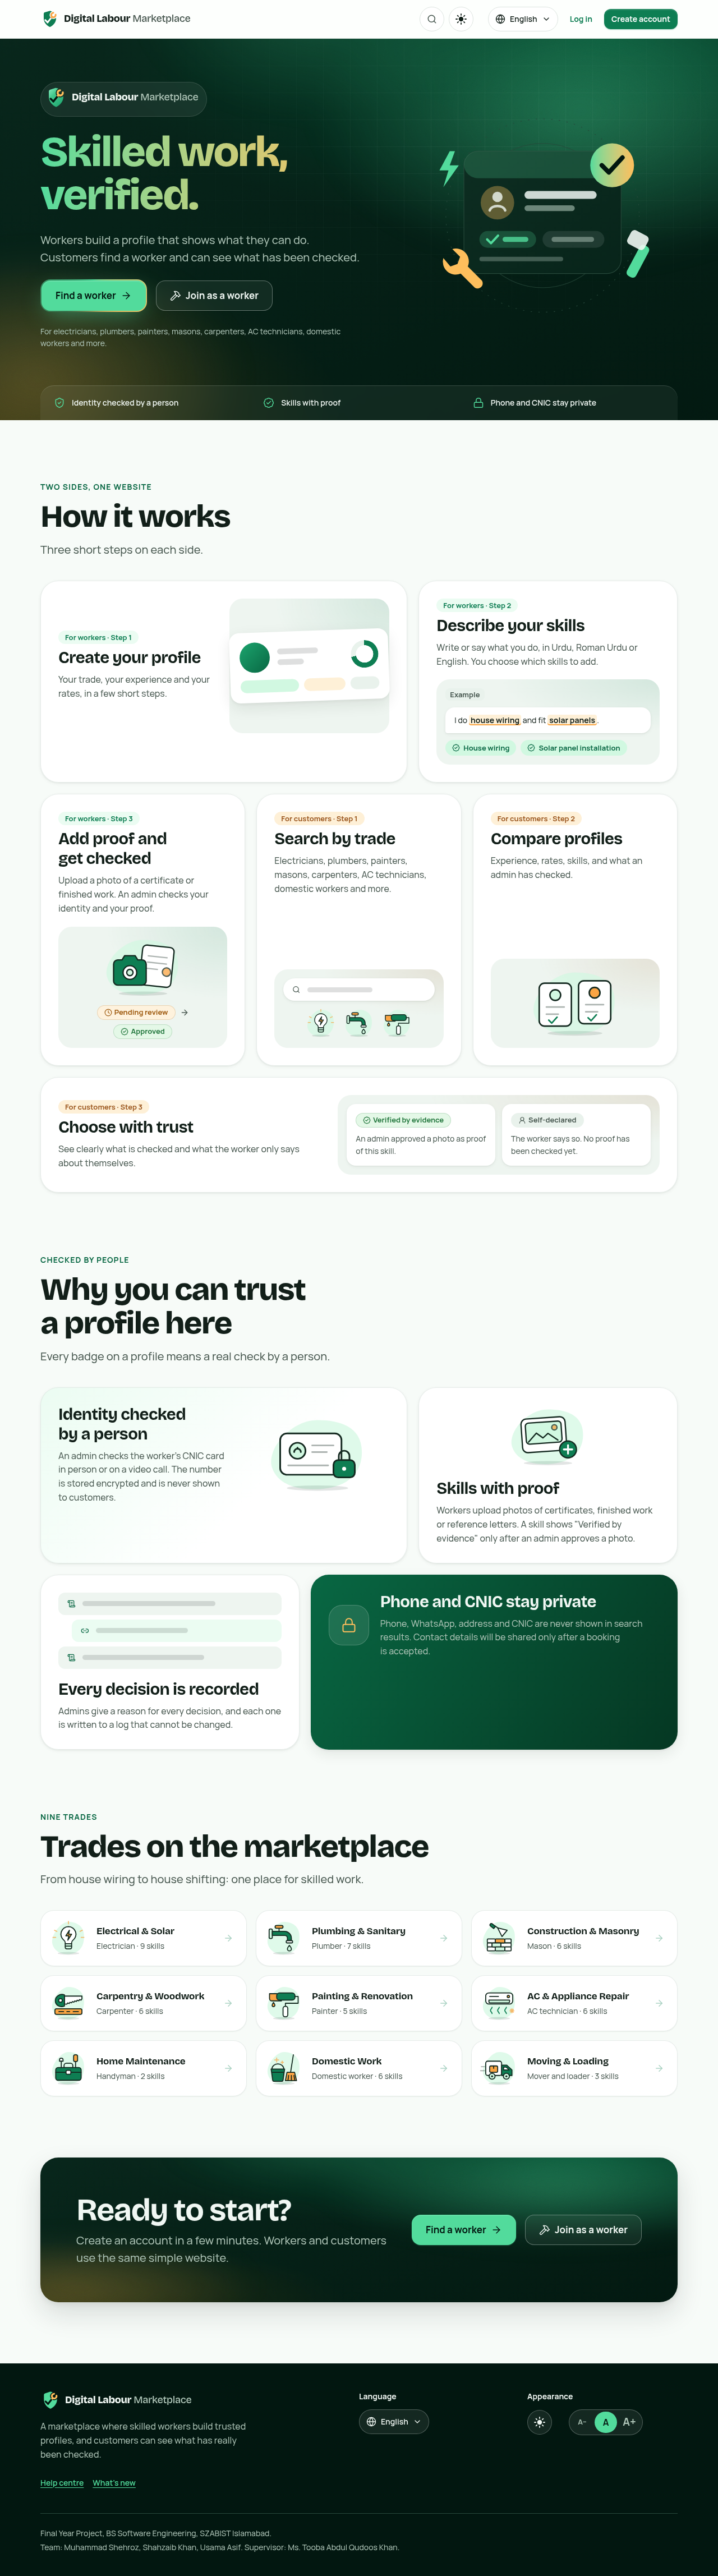 Digital Labour Marketplace
English
Log in
Create account
Digital Labour Marketplace
Skilled work,
verified.
Workers build a profile that shows what they can do.
Customers find a worker and can see what has been checked.
Find a worker
Join as a worker
For electricians, plumbers, painters, masons, carpenters, AC technicians, domestic
workers and more.
Identity checked by a person
Skills with proof
Phone and CNIC stay private
TWO SIDES, ONE WEBSITE
How it works
Three short steps on each side.
For workers · Step 1
Create your profile
Your trade, your experience and your
rates, in a few short steps.
For workers · Step 2
Describe your skills
Write or say what you do, in Urdu, Roman Urdu or
English. You choose which skills to add.
Example
I do house wiring and fit solar panels.
House wiring
Solar panel installation
For workers · Step 3
Add proof and
get checked
Upload a photo of a certificate or
finished work. An admin checks your
identity and your proof.
Pending review
Approved
For customers · Step 1
Search by trade
Electricians, plumbers, painters,
masons, carpenters, AC technicians,
domestic workers and more.
For customers · Step 2
Compare profiles
Experience, rates, skills, and what an
admin has checked.
For customers · Step 3
Choose with trust
See clearly what is checked and what the worker only says
about themselves.
Verified by evidence
An admin approved a photo as proof
of this skill.
Self-declared
The worker says so. No proof has
been checked yet.
CHECKED BY PEOPLE
Why you can trust
a profile here
Every badge on a profile means a real check by a person.
Identity checked
by a person
An admin checks the worker's CNIC card
in person or on a video call. The number
is stored encrypted and is never shown
to customers.
Skills with proof
Workers upload photos of certificates, finished work
or reference letters. A skill shows "Verified by
evidence" only after an admin approves a photo.
Every decision is recorded
Admins give a reason for every decision, and each one
is written to a log that cannot be changed.
Phone and CNIC stay private
Phone, WhatsApp, address and CNIC are never shown in search
results. Contact details will be shared only after a booking
is accepted.
NINE TRADES
Trades on the marketplace
From house wiring to house shifting: one place for skilled work.
Electrical & Solar
Electrician · 9 skills
Plumbing & Sanitary
Plumber · 7 skills
Construction & Masonry
Mason · 6 skills
Carpentry & Woodwork
Carpenter · 6 skills
Painting & Renovation
Painter · 5 skills
AC & Appliance Repair
AC technician · 6 skills
Home Maintenance
Handyman · 2 skills
Domestic Work
Domestic worker · 6 skills
Moving & Loading
Mover and loader · 3 skills
Ready to start?
Create an account in a few minutes. Workers and customers
use the same simple website.
Find a worker
Join as a worker
Digital Labour Marketplace
A marketplace where skilled workers build trusted
profiles, and customers can see what has really
been checked.
Help centre
What's new
Language
English
Appearance
A−
A
A+
Final Year Project, BS Software Engineering, SZABIST Islamabad.
Team: Muhammad Shehroz, Shahzaib Khan, Usama Asif. Supervisor: Ms. Tooba Abdul Qudoos Khan.